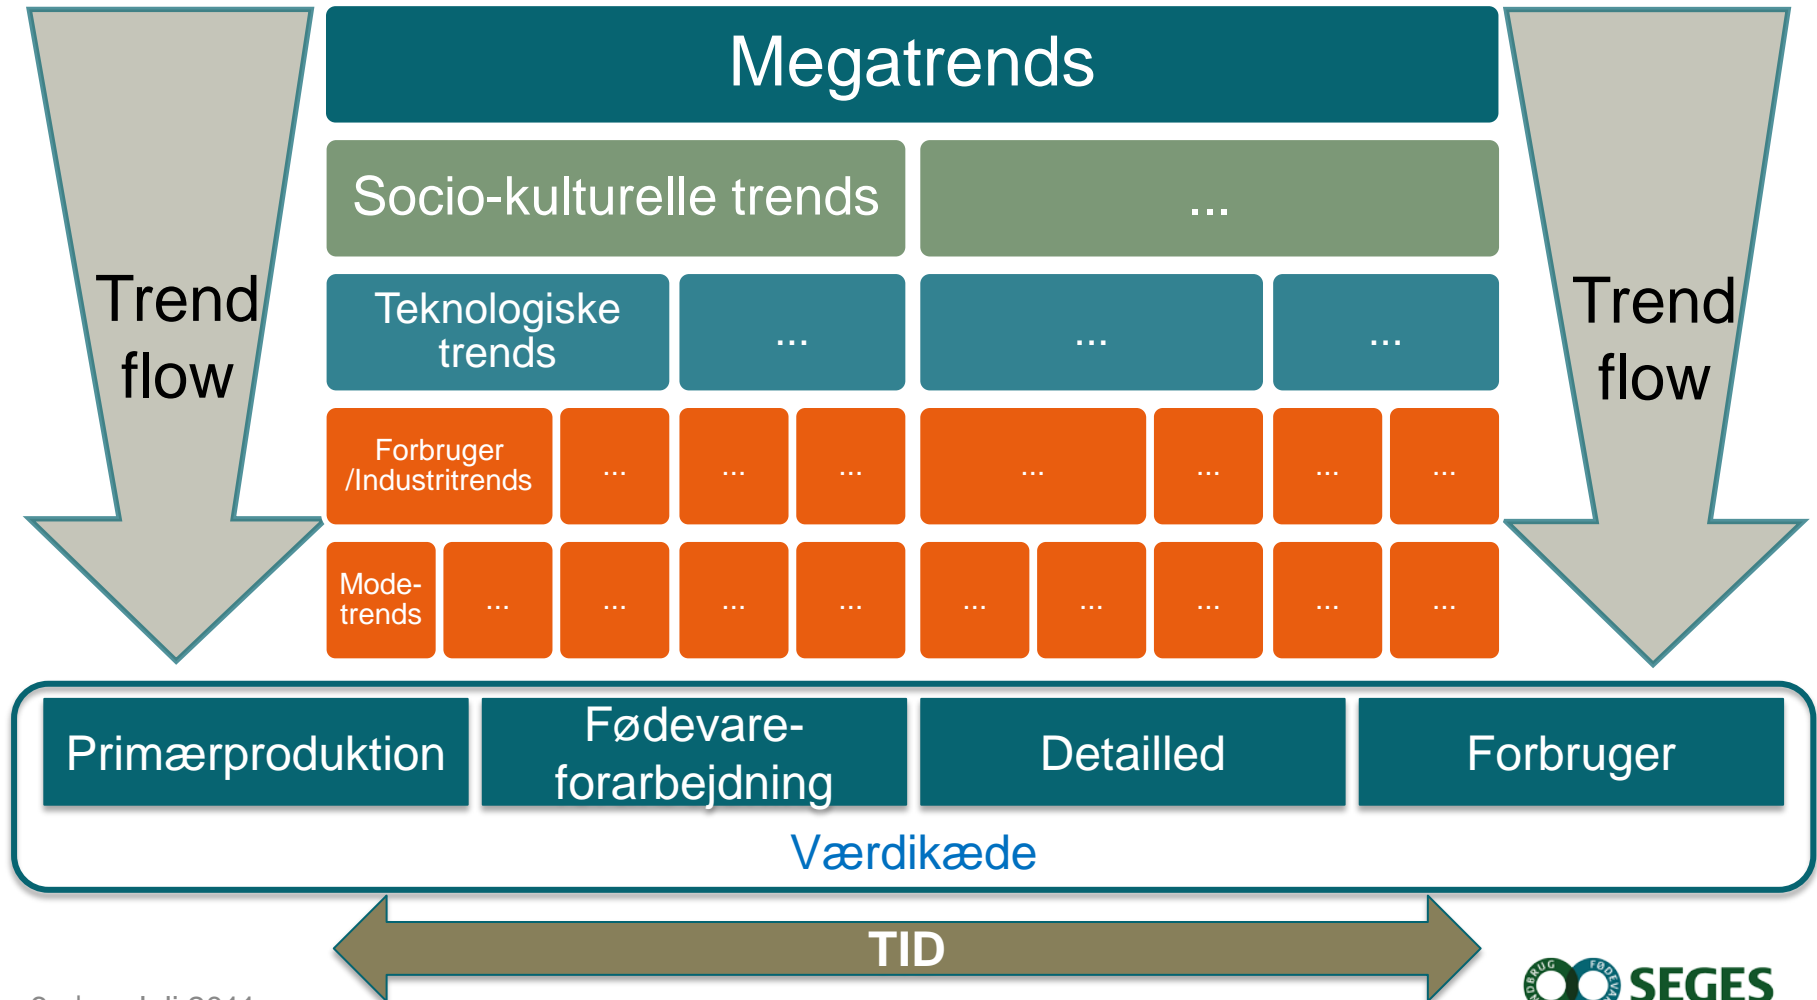 Megatrends
Socio-kulturelle trends
...
Trend
flow
Teknologiske
trends
...
...
...
Trend
flow
Forbruger
/Industritrends
...
...
...
...
...
...
...
Mode-
trends
...
...
...
...
...
...
...
...
...
Primærproduktion
Fødevare-
forarbejdning
Detailled
Forbruger
Værdikæde
TID
SEGES